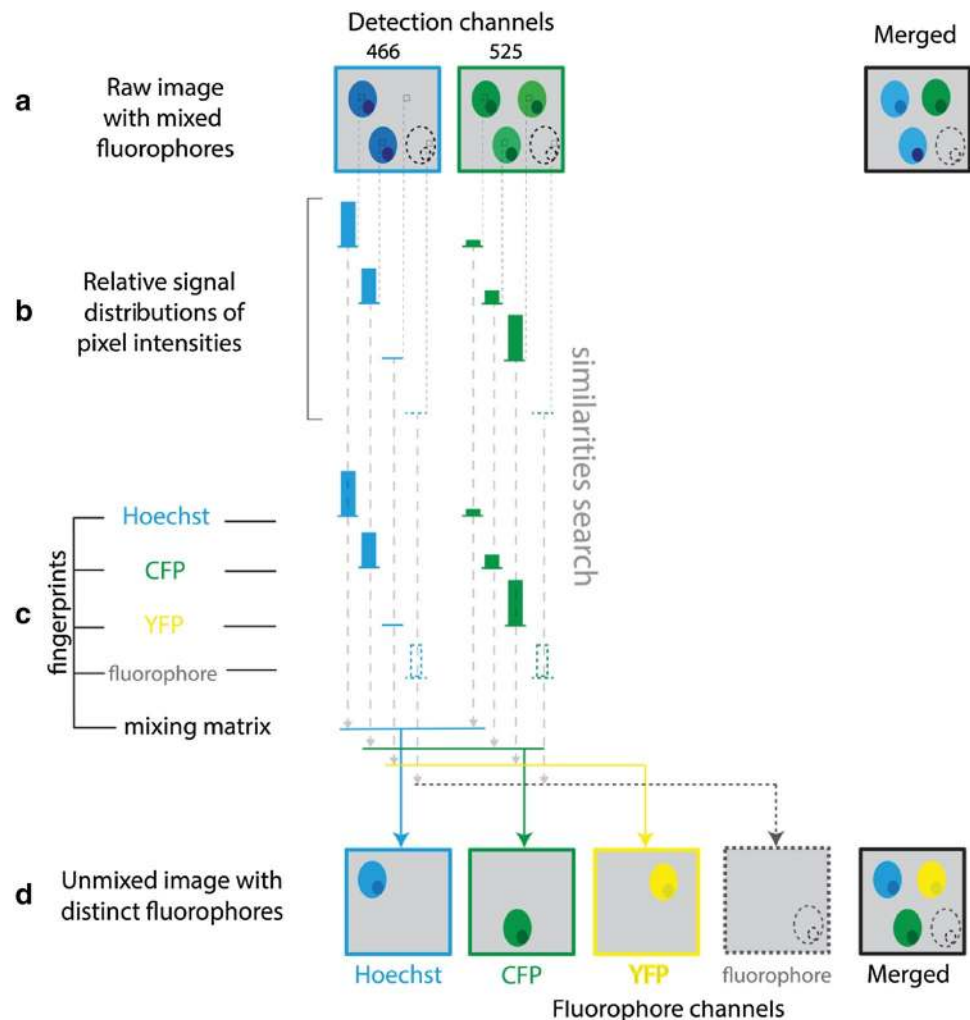 Detection channels
466
525
Merged
a
Raw image
with mixed
fluorophores
b
Relative signal
distributions of
pixel intensities
similarities search
c
fingerprints
Hoechst
CFP
YFP
fluorophore
mixing matrix
d
Unmixed image with
distinct fluorophores
Hoechst
CFP
YFP
fluorophore
Merged
Fluorophore channels